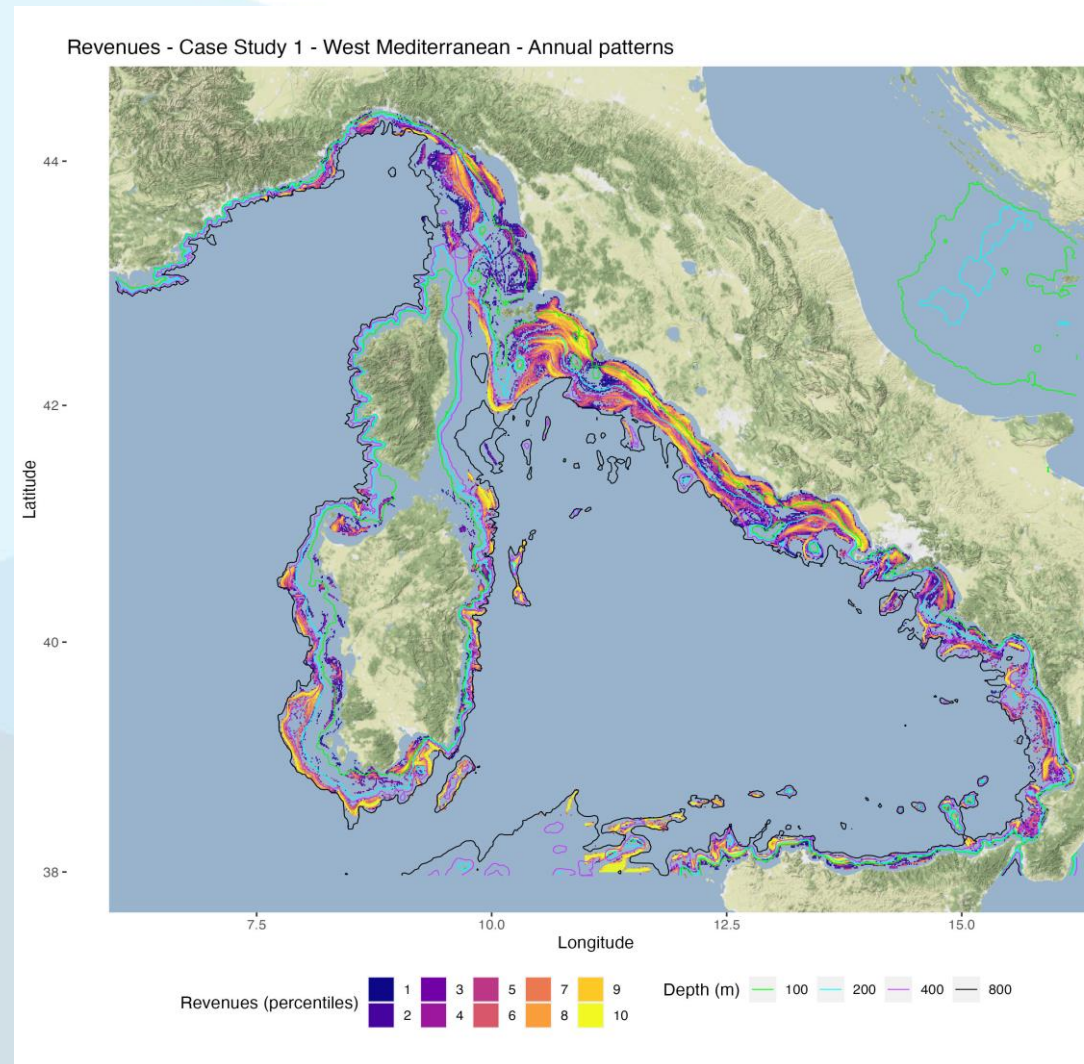 Revenues - Case Study 1 - West Mediterranean - Annual patterns
44
42
40
38
Latitude
7.5 10.0 12.5 15.0
Longitude
Revenues (percentiles) 1 3 5 7 9
2 4 6 8 10
Depth (m) 100 200 400 800